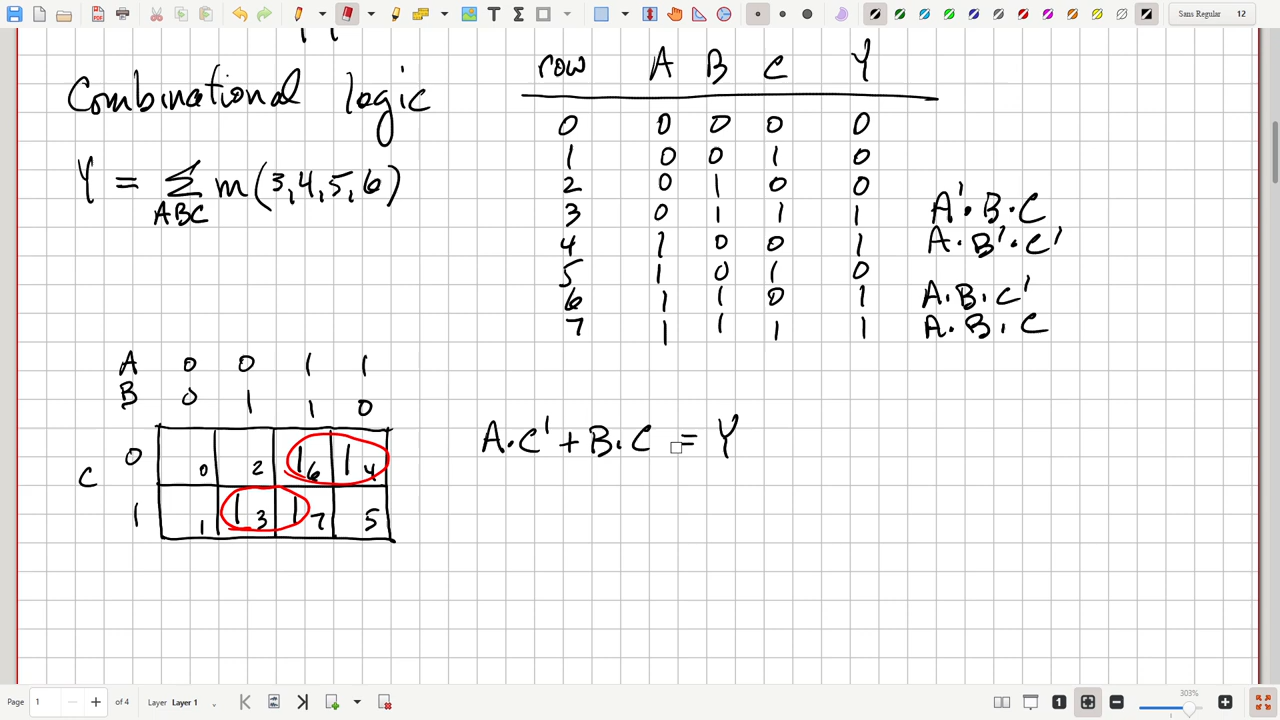 Sans Regular 12
Combinational logic
Y = Σ m(3,4,5,6)
ABC
row A B C Y
0 0 0 0 0
1 0 0 1 0
2 0 1 0 0
3 0 1 1 1 A'·B·C
4 1 0 0 1 A·B'·C'
5 1 0 1 0
6 1 1 0 1 A·B·C'
7 1 1 1 1 A·B·C
A 0 0 1 1
B 0 1 1 0
C
0 0 2 1 6 1 4
1 1 1 3 1 7 5
A·C' + B·C = Y
Page 1 of 4 Layer Layer 1 303%